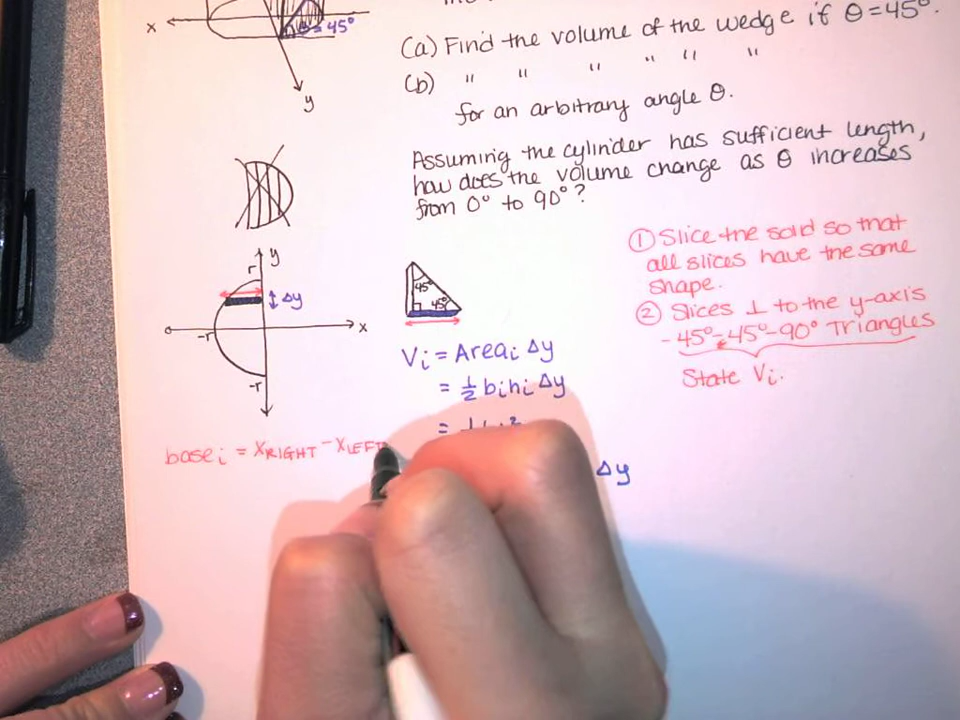 x
θ = 45°
y
(a) Find the volume of the wedge if θ = 45°.
(b) " " " " " "
for an arbitrary angle θ.
Assuming the cylinder has sufficient length,
how does the volume change as θ increases
from 0° to 90°?
y
r
Δy
x
-r
-r
45°
45°
Vi = Areai Δy
= 1/2 bihi Δy
=
Δy
basei = xRIGHT - xLEFT
① Slice the solid so that
all slices have the same
shape.
② Slices ⊥ to the y-axis
- 45°-45°-90° Triangles
State Vi.